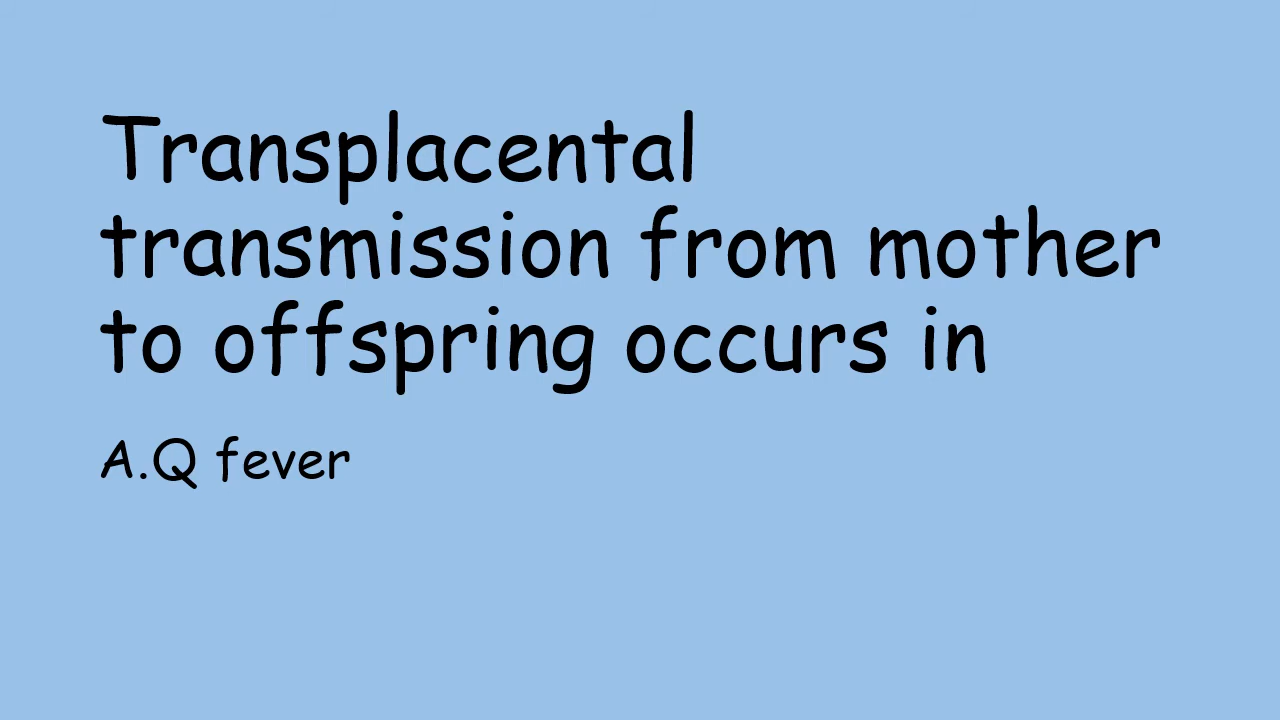 Transplacental
transmission from mother
to offspring occurs in
A.Q fever